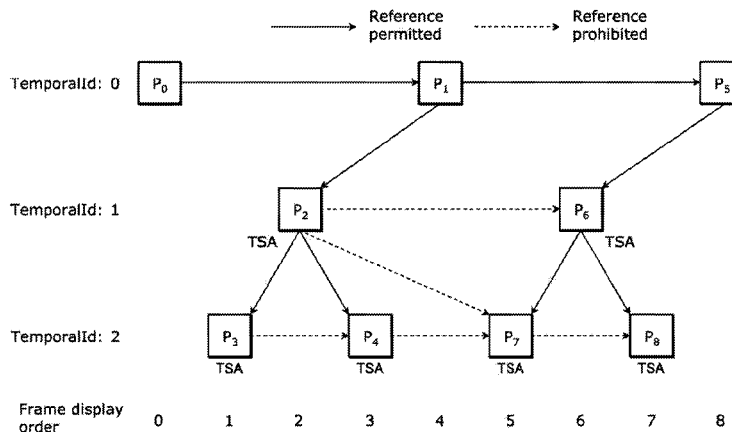 Reference permitted
Reference prohibited
TemporalId: 0
P₀
P₁
P₅
TemporalId: 1
P₂
P₆
TSA
TSA
TemporalId: 2
P₃
P₄
P₇
P₈
TSA
TSA
TSA
TSA
Frame display order
0 1 2 3 4 5 6 7 8